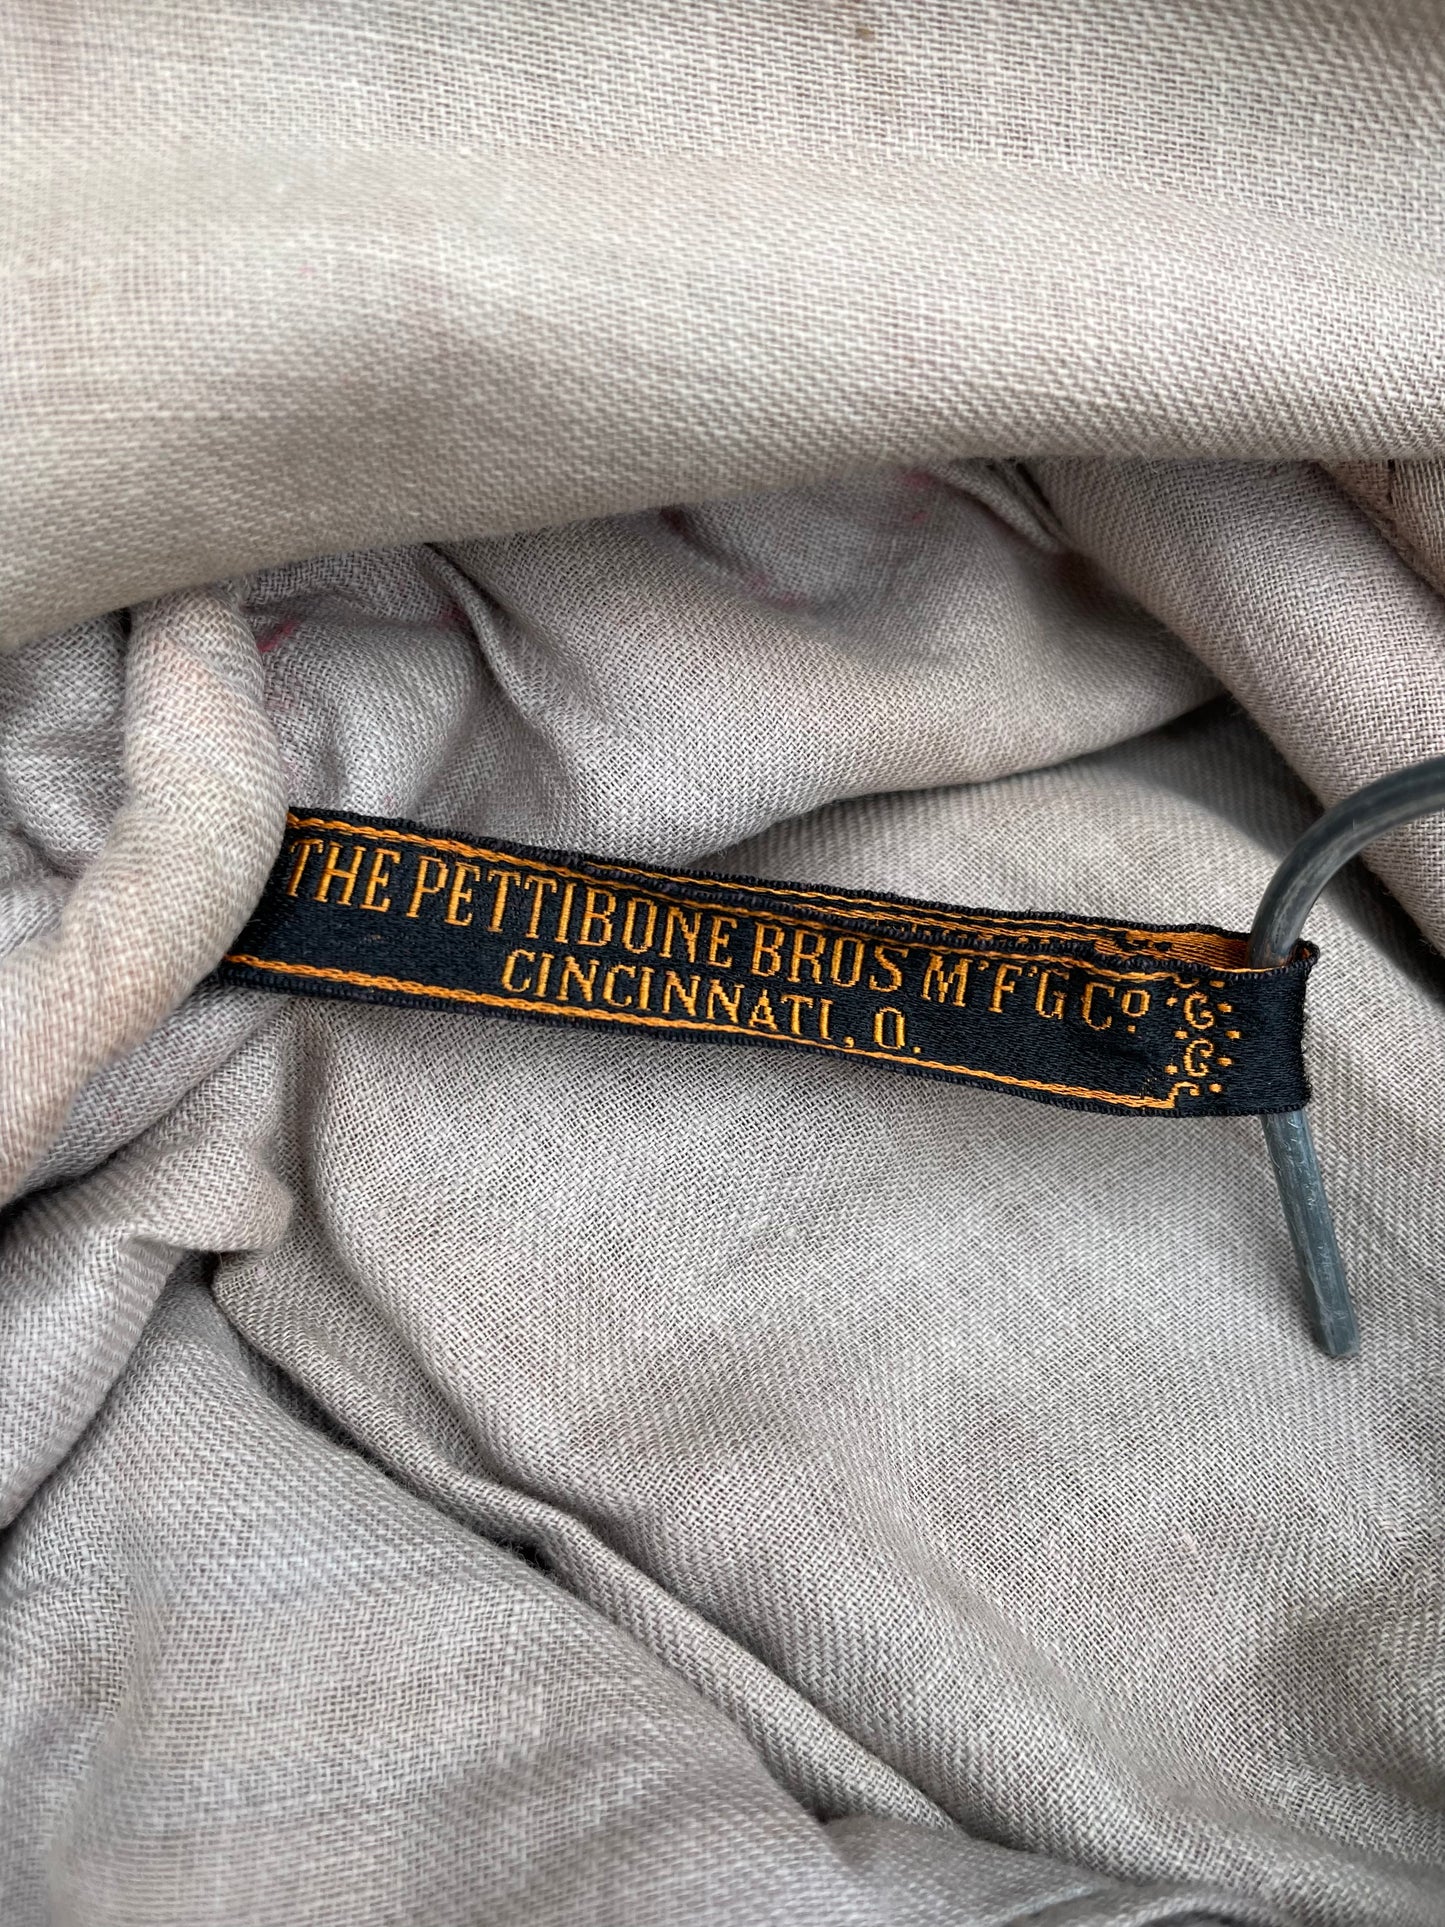 THE PETTIBONE BROS M'F'G Cº
CINCINNATI, O.